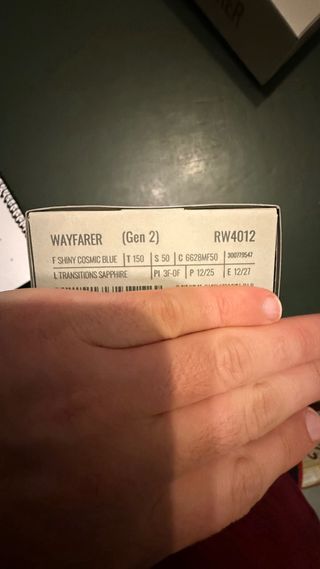 WAYFARER (Gen 2) RW4012
F SHINY COSMIC BLUE T 150 S 50 C 6628MF50 300779547
L TRANSITIONS SAPPHIRE PI 3F-0F P 12/25 E 12/27